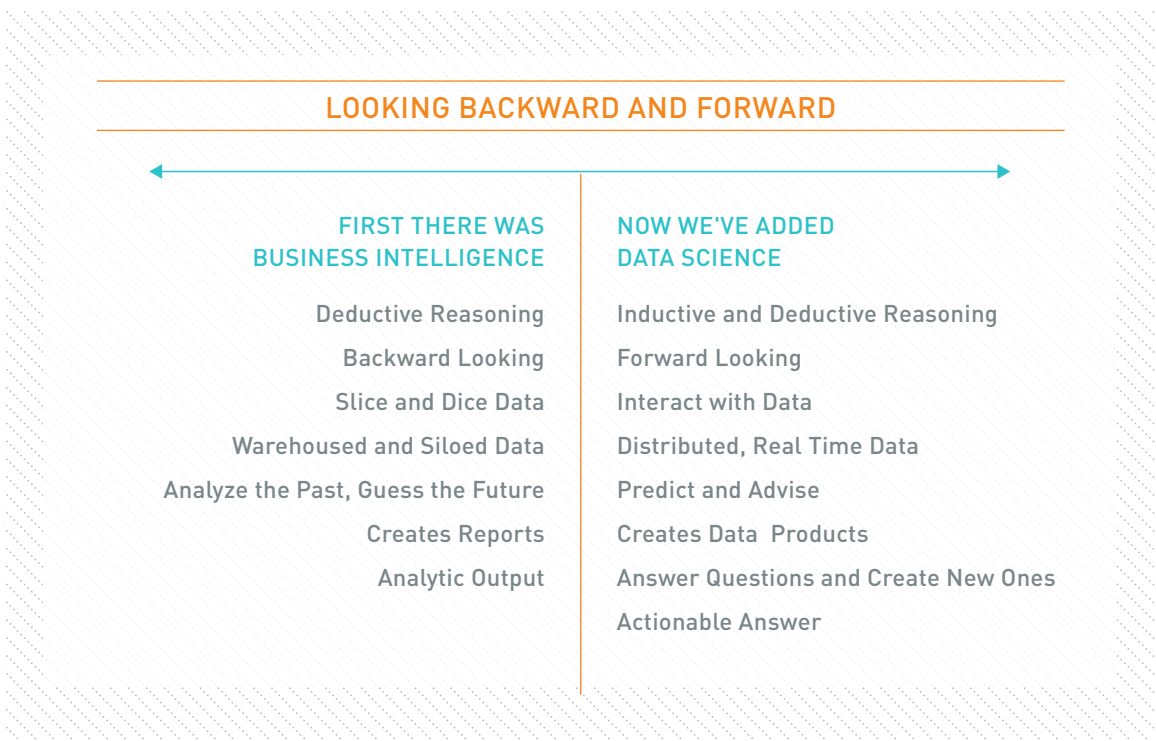 LOOKING BACKWARD AND FORWARD
FIRST THERE WAS
BUSINESS INTELLIGENCE
Deductive Reasoning
Backward Looking
Slice and Dice Data
Warehoused and Siloed Data
Analyze the Past, Guess the Future
Creates Reports
Analytic Output
NOW WE'VE ADDED
DATA SCIENCE
Inductive and Deductive Reasoning
Forward Looking
Interact with Data
Distributed, Real Time Data
Predict and Advise
Creates Data  Products
Answer Questions and Create New Ones
Actionable Answer